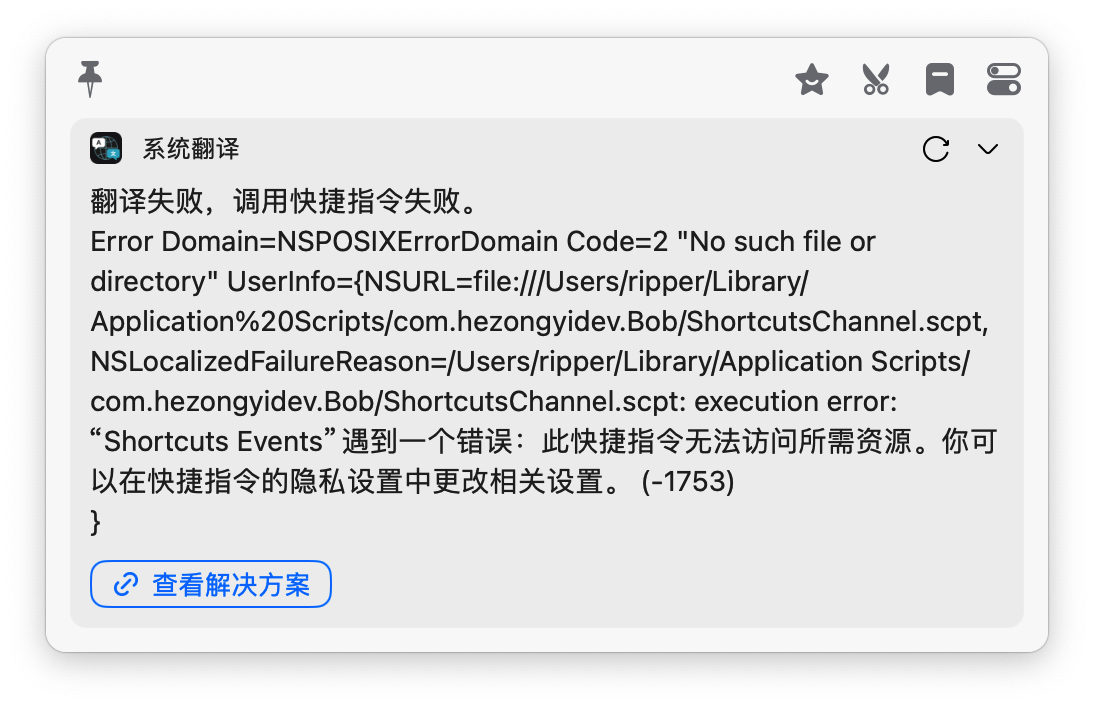 系统翻译
翻译失败，调用快捷指令失败。
Error Domain=NSPOSIXErrorDomain Code=2 "No such file or
directory" UserInfo={NSURL=file:///Users/ripper/Library/
Application%20Scripts/com.hezongyidev.Bob/ShortcutsChannel.scpt,
NSLocalizedFailureReason=/Users/ripper/Library/Application Scripts/
com.hezongyidev.Bob/ShortcutsChannel.scpt: execution error:
“Shortcuts Events”遇到一个错误：此快捷指令无法访问所需资源。你可
以在快捷指令的隐私设置中更改相关设置。 (-1753)
}
查看解决方案